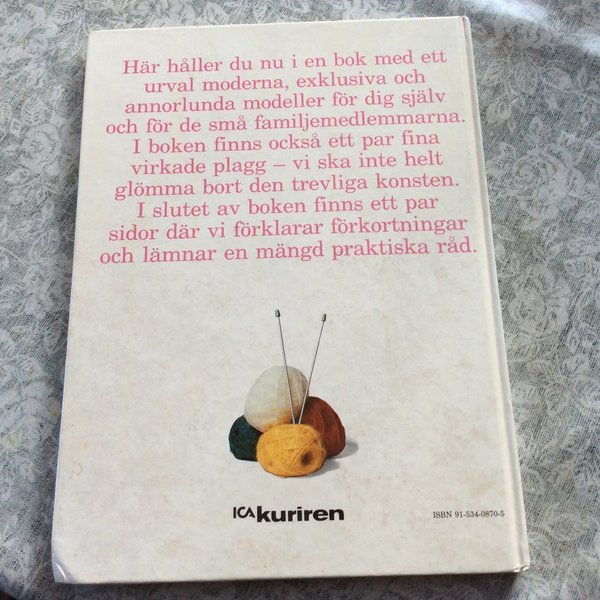 Här håller du nu i en bok med ett
urval moderna, exklusiva och
annorlunda modeller för dig själv
och för de små familjemedlemmarna.
I boken finns också ett par fina
virkade plagg – vi ska inte helt
glömma bort den trevliga konsten.
I slutet av boken finns ett par
sidor där vi förklarar förkortningar
och lämnar en mängd praktiska råd.
ICA kuriren
ISBN 91-534-0870-5